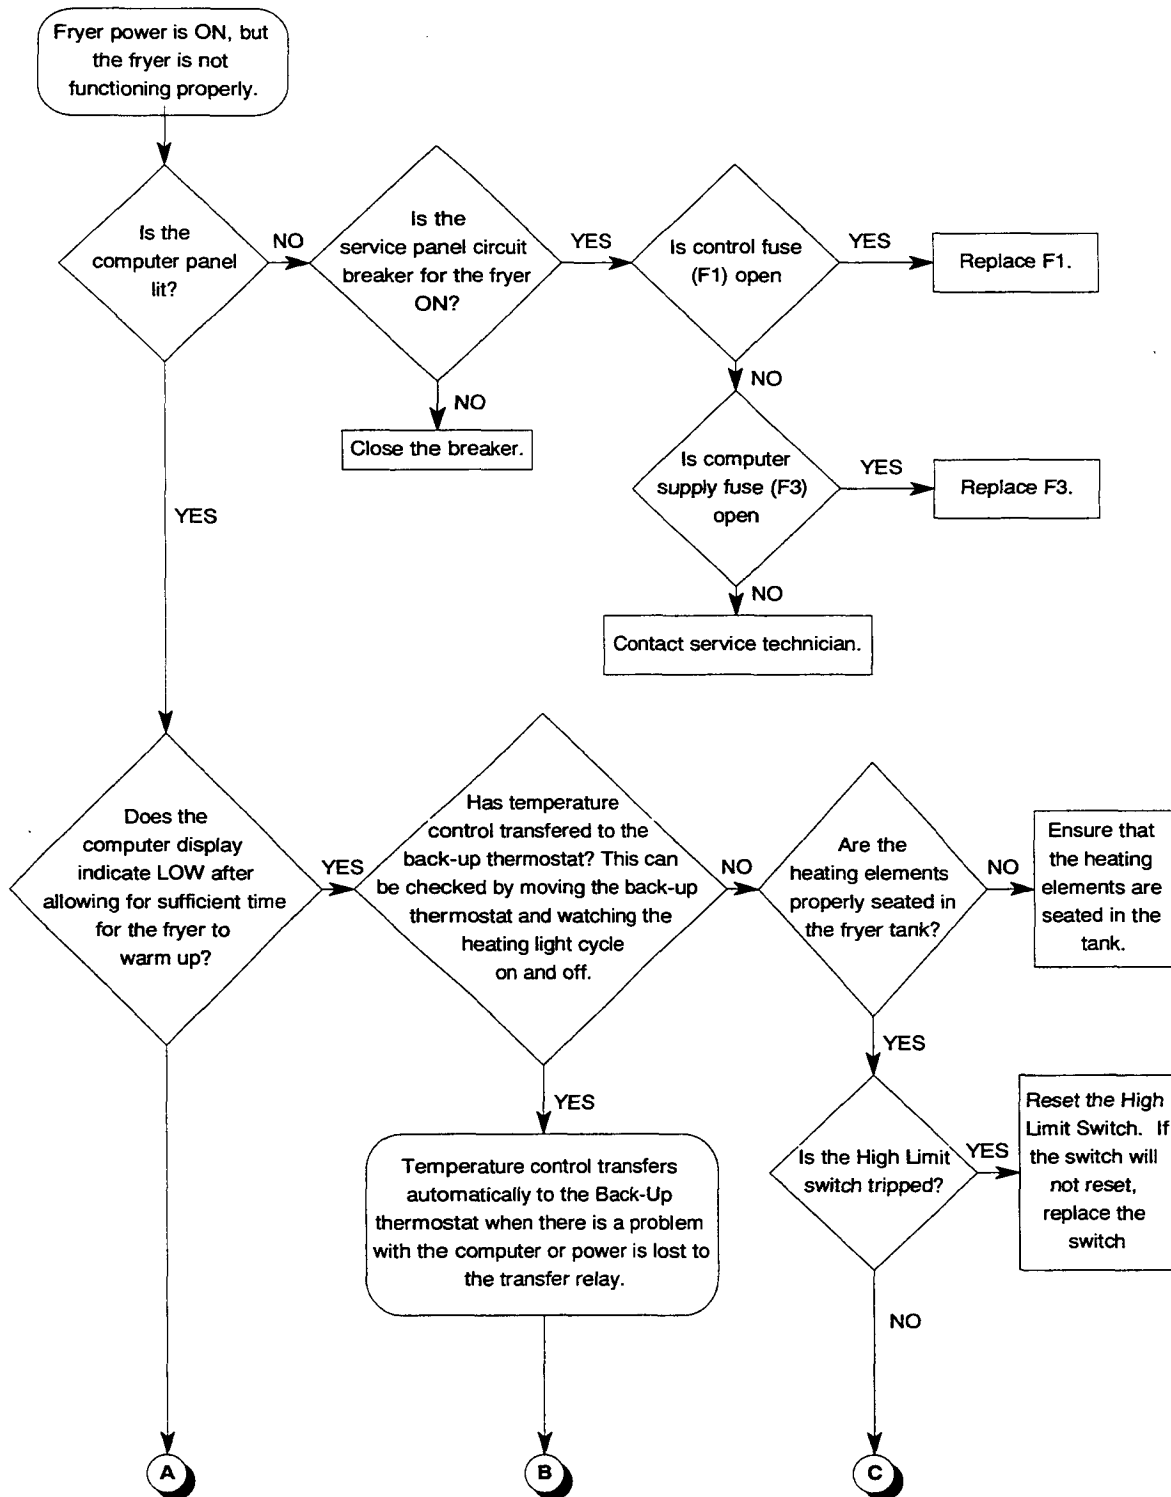 Fryer power is ON, but
the fryer is not
functioning properly.
Is the
computer panel
lit?
NO
Is the
service panel circuit
breaker for the fryer
ON?
YES
Is control fuse
(F1) open
YES
Replace F1.
NO
Close the breaker.
NO
Is computer
supply fuse (F3)
open
YES
Replace F3.
NO
Contact service technician.
YES
Does the
computer display
indicate LOW after
allowing for sufficient time
for the fryer to
warm up?
YES
Has temperature
control transfered to the
back-up thermostat? This can
be checked by moving the back-up
thermostat and watching the
heating light cycle
on and off.
NO
Are the
heating elements
properly seated in
the fryer tank?
NO
Ensure that
the heating
elements are
seated in the
tank.
YES
Is the High Limit
switch tripped?
YES
Reset the High
Limit Switch. If
the switch will
not reset,
replace the
switch
YES
Temperature control transfers
automatically to the Back-Up
thermostat when there is a problem
with the computer or power is lost to
the transfer relay.
NO
A
B
C